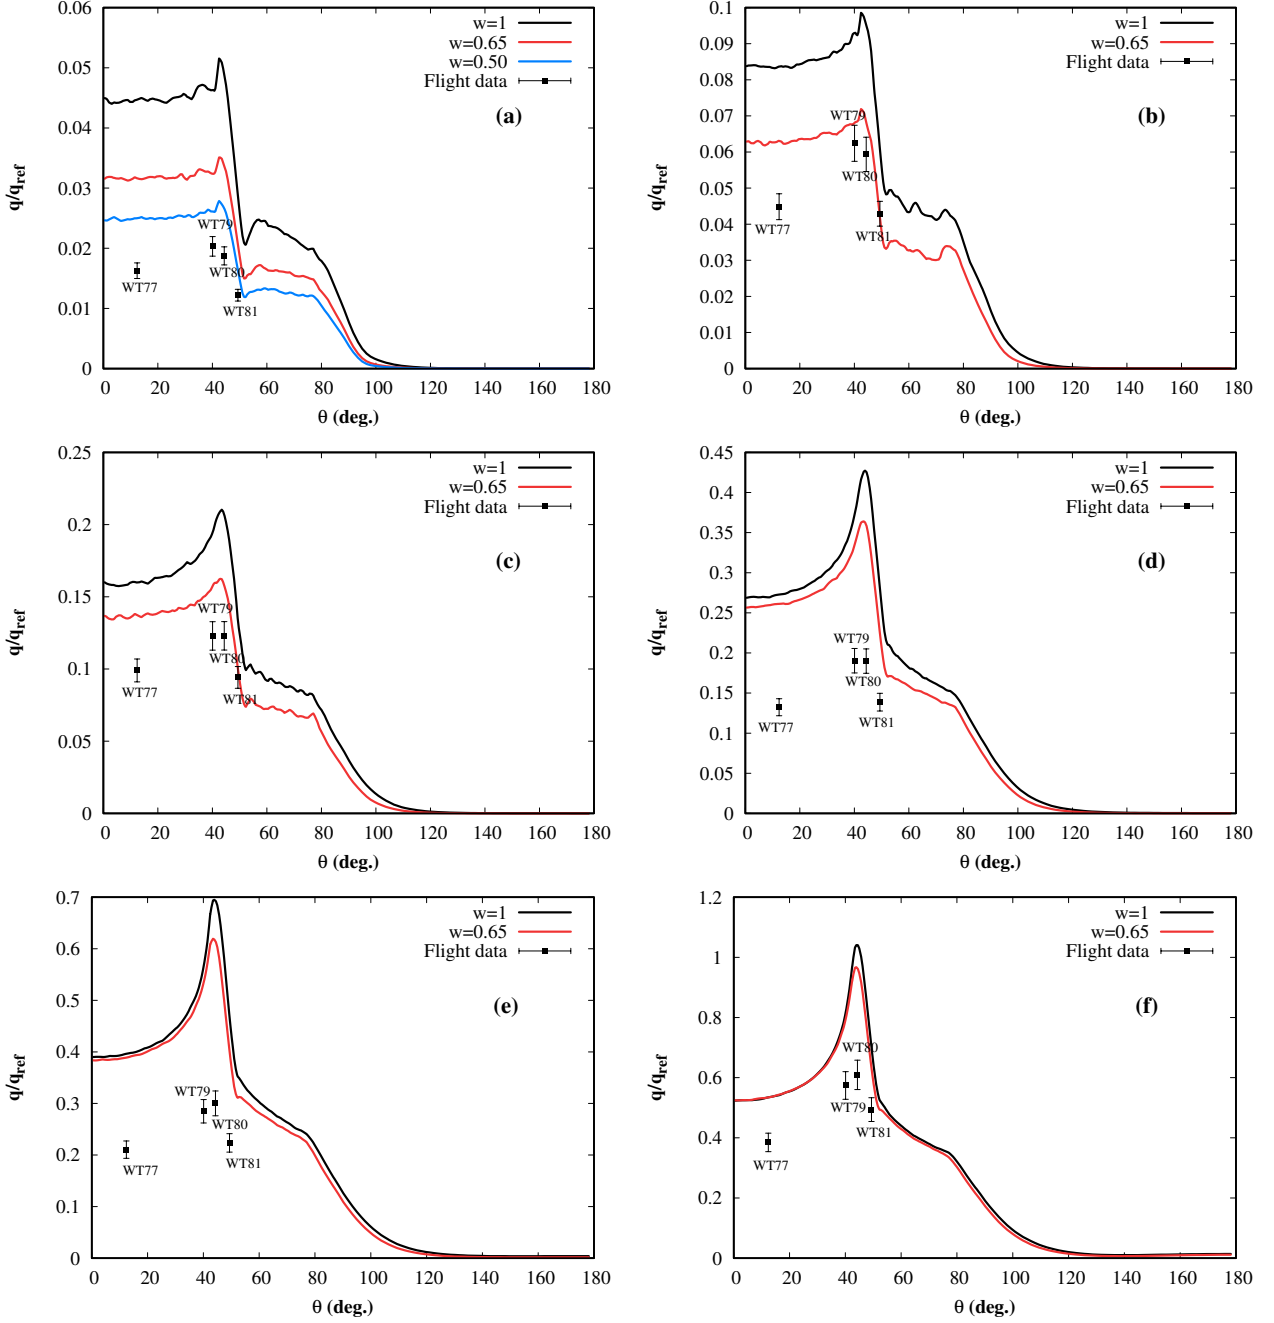 0.06
0.05
0.04
0.03
0.02
0.01
0
q/q_ref
w=1
w=0.65
w=0.50
Flight data
(a)
WT79
WT80
WT77
WT81
0 20 40 60 80 100 120 140 160 180
θ (deg.)
0.1
0.09
0.08
0.07
0.06
0.05
0.04
0.03
0.02
0.01
0
q/q_ref
w=1
w=0.65
Flight data
(b)
WT79
WT80
WT77
WT81
0 20 40 60 80 100 120 140 160 180
θ (deg.)
0.25
0.2
0.15
0.1
0.05
0
q/q_ref
w=1
w=0.65
Flight data
(c)
WT79
WT80
WT77
WT81
0 20 40 60 80 100 120 140 160 180
θ (deg.)
0.45
0.4
0.35
0.3
0.25
0.2
0.15
0.1
0.05
0
q/q_ref
w=1
w=0.65
Flight data
(d)
WT79
WT80
WT77
WT81
0 20 40 60 80 100 120 140 160 180
θ (deg.)
0.7
0.6
0.5
0.4
0.3
0.2
0.1
0
q/q_ref
w=1
w=0.65
Flight data
(e)
WT79
WT80
WT77
WT81
0 20 40 60 80 100 120 140 160 180
θ (deg.)
1.2
1
0.8
0.6
0.4
0.2
0
q/q_ref
w=1
w=0.65
Flight data
(f)
WT80
WT79
WT81
WT77
0 20 40 60 80 100 120 140 160 180
θ (deg.)